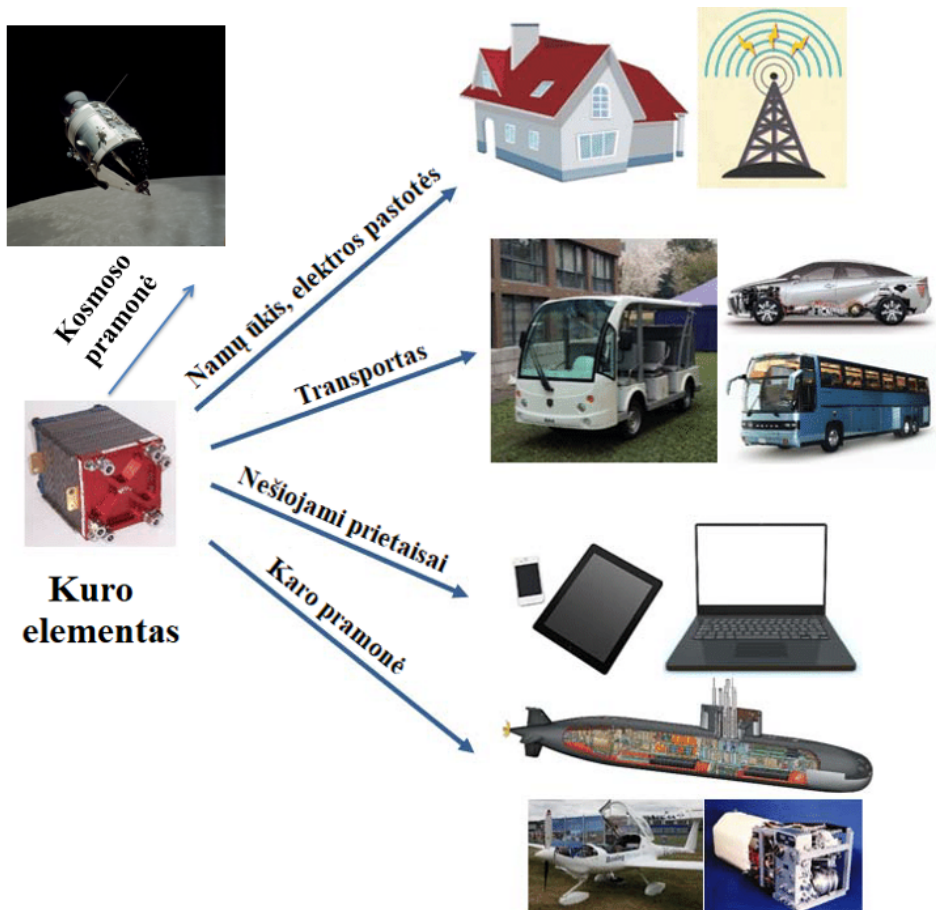 Kosmoso
pramonė
Namų ūkis, elektros pastotės
Transportas
Nešiojami prietaisai
Karo pramonė
Kuro
elementas